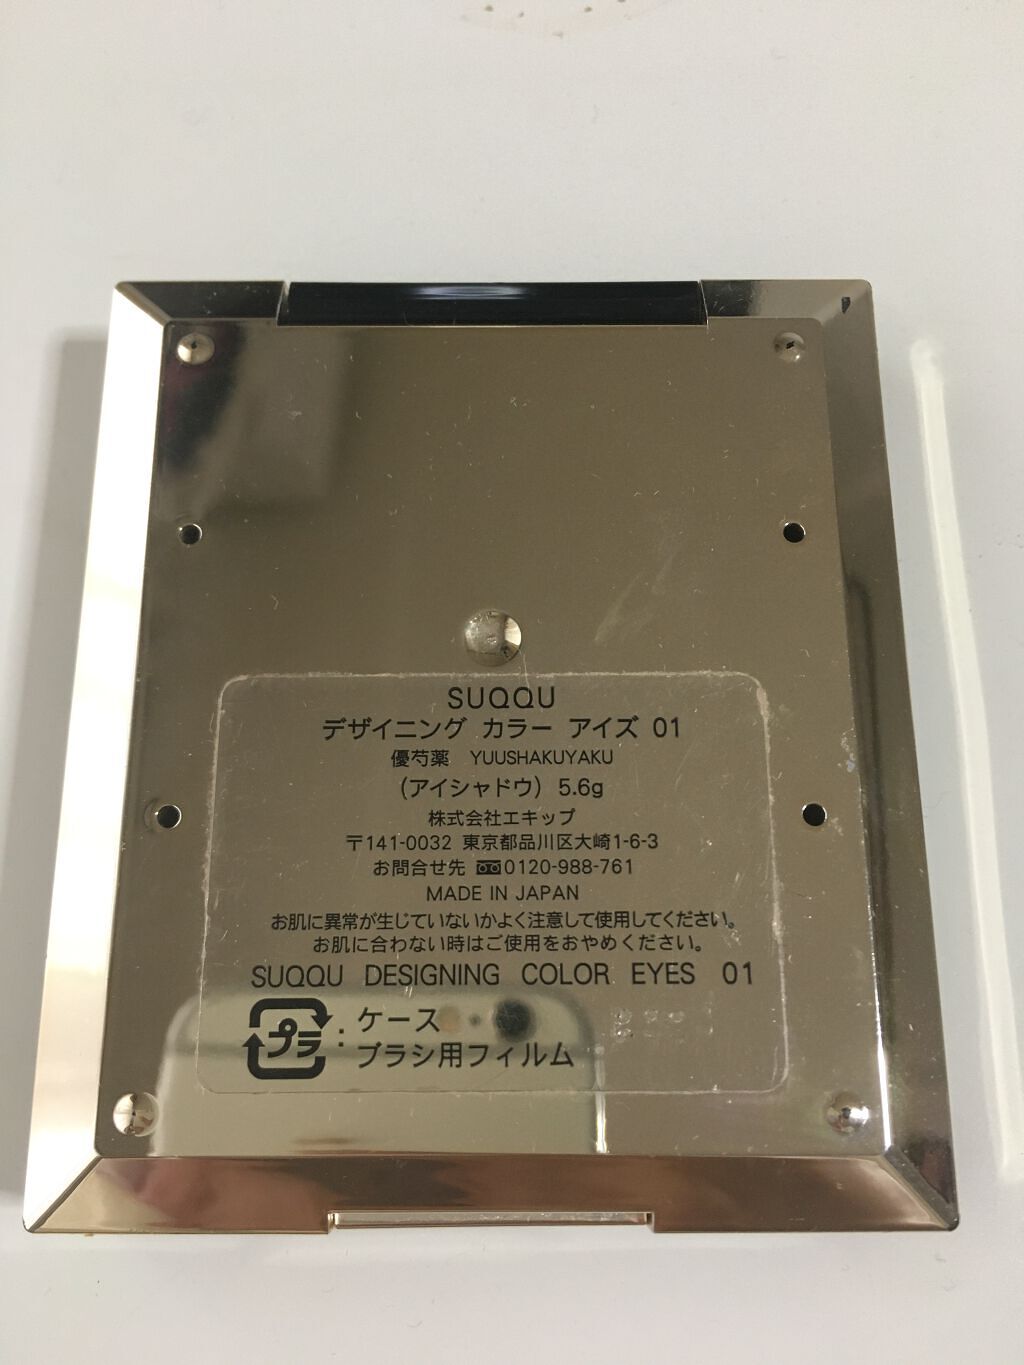 SUQQU
デザイニング カラー アイズ 01
優芍薬 YUUSHAKUYAKU
(アイシャドウ) 5.6g
株式会社エキップ
〒141-0032 東京都品川区大崎1-6-3
お問合せ先 0120-988-761
MADE IN JAPAN
お肌に異常が生じていないかよく注意して使用してください。
お肌に合わない時はご使用をおやめください。
SUQQU DESIGNING COLOR EYES 01
プラ : ケース
ブラシ用フィルム